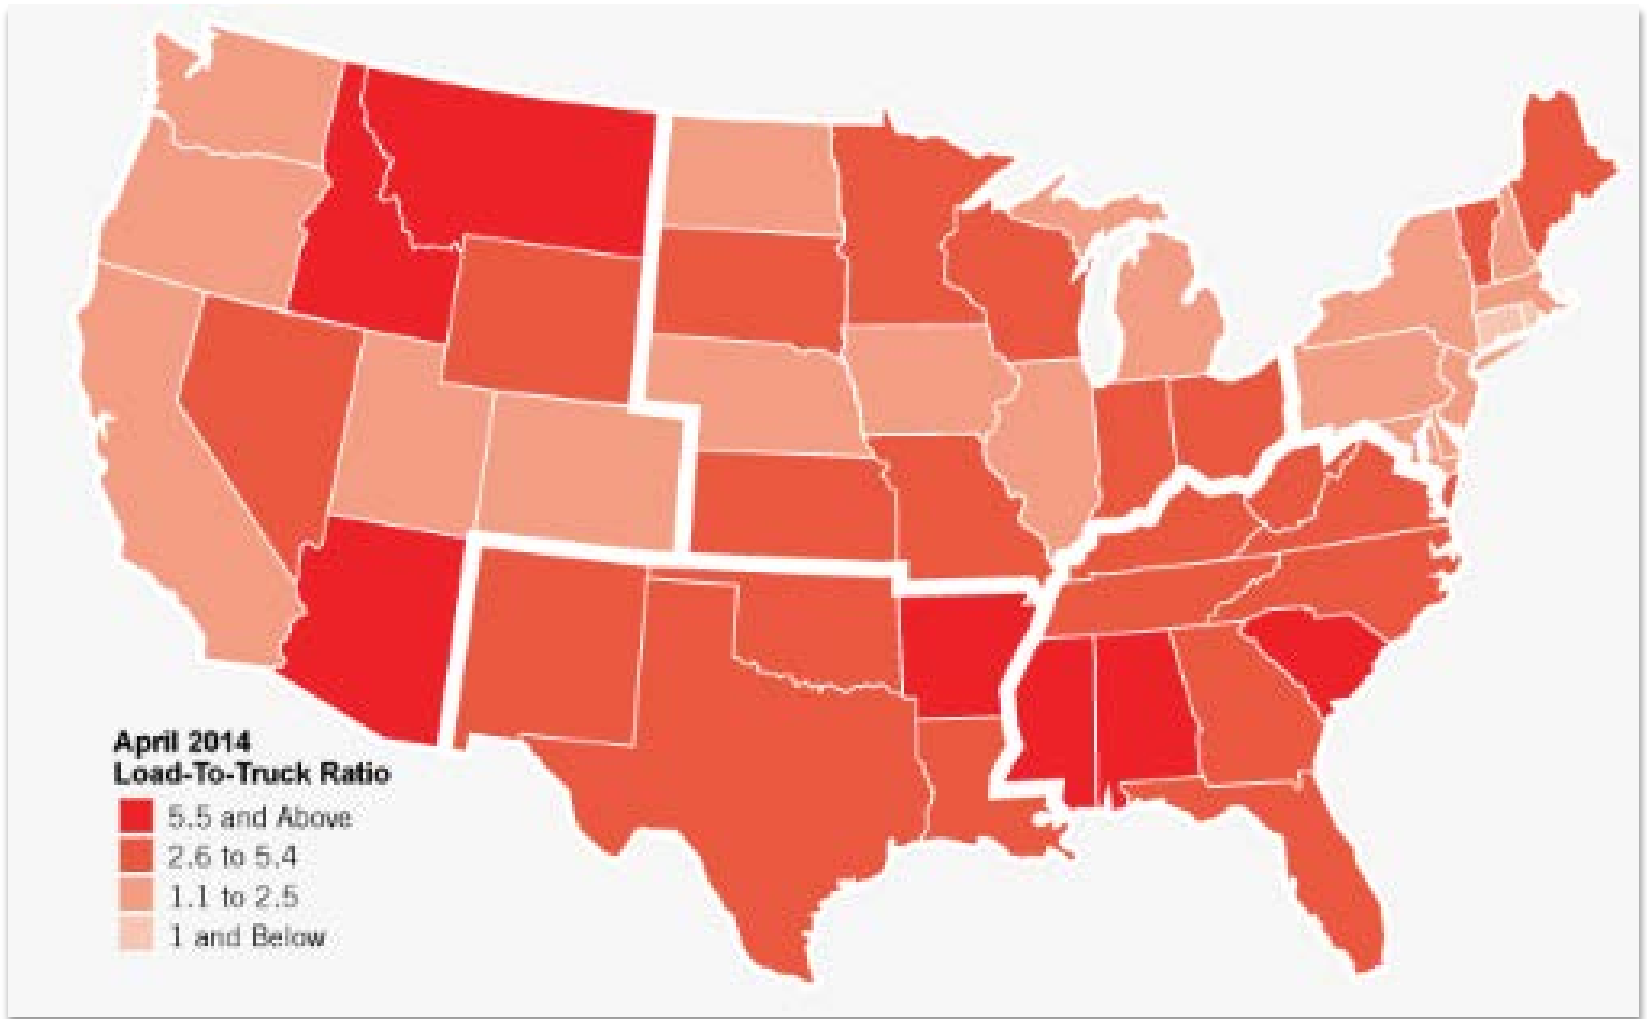 April 2014
Load-To-Truck Ratio
5.5 and Above
2.6 to 5.4
1.1 to 2.5
1 and Below